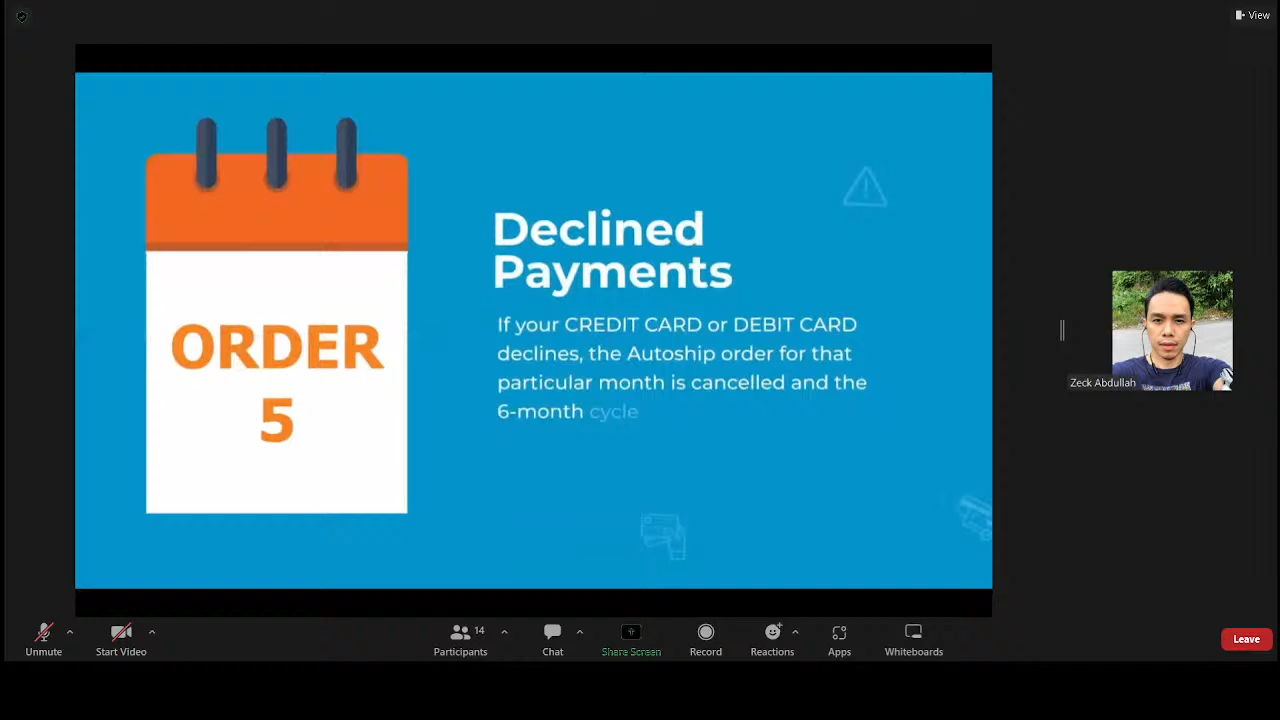 View
ORDER
5
Declined
Payments
If your CREDIT CARD or DEBIT CARD
declines, the Autoship order for that
particular month is cancelled and the
6-month cycle
Zeck Abdullah
14
Unmute
Start Video
Participants
Chat
Share Screen
Record
Reactions
Apps
Whiteboards
Leave